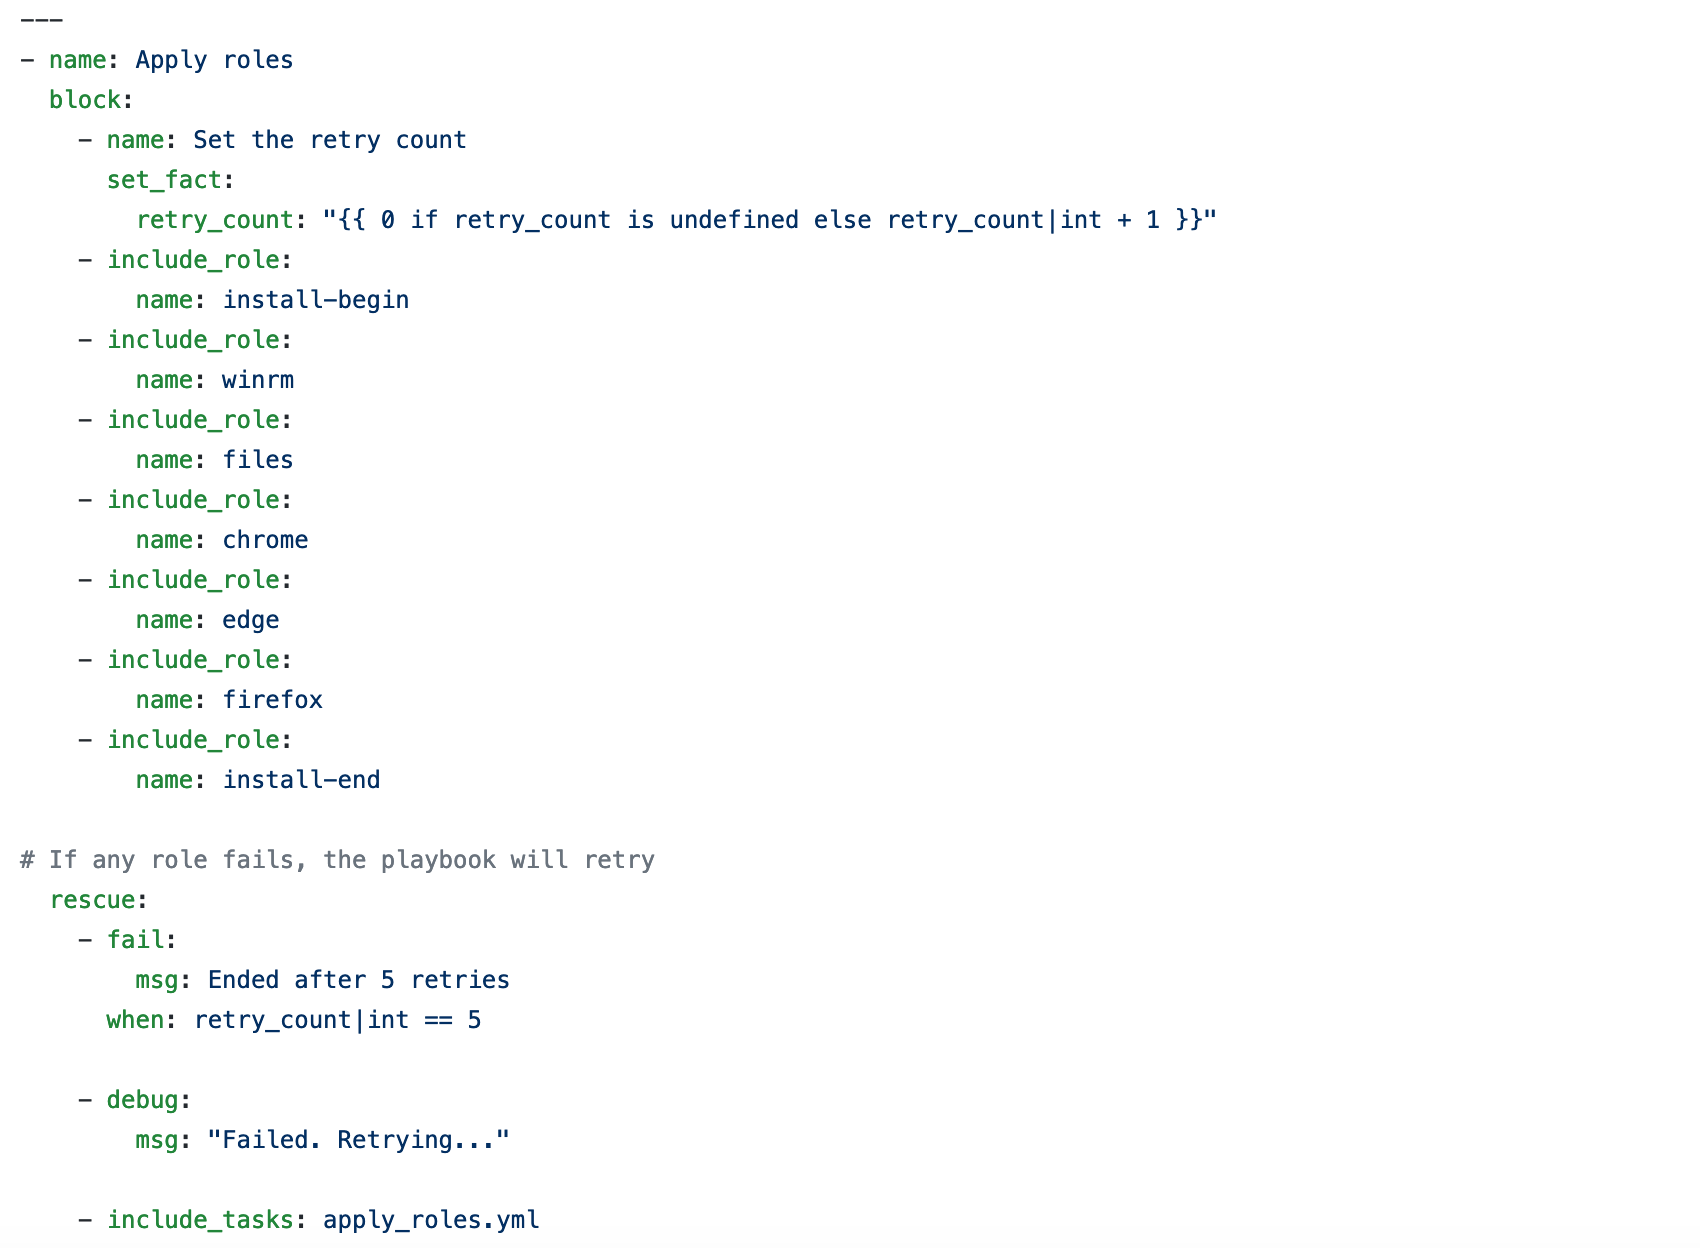 ---
- name: Apply roles
  block:
    - name: Set the retry count
      set_fact:
        retry_count: "{{ 0 if retry_count is undefined else retry_count|int + 1 }}"
    - include_role:
        name: install-begin
    - include_role:
        name: winrm
    - include_role:
        name: files
    - include_role:
        name: chrome
    - include_role:
        name: edge
    - include_role:
        name: firefox
    - include_role:
        name: install-end

# If any role fails, the playbook will retry
  rescue:
    - fail:
        msg: Ended after 5 retries
      when: retry_count|int == 5

    - debug:
        msg: "Failed. Retrying..."

    - include_tasks: apply_roles.yml